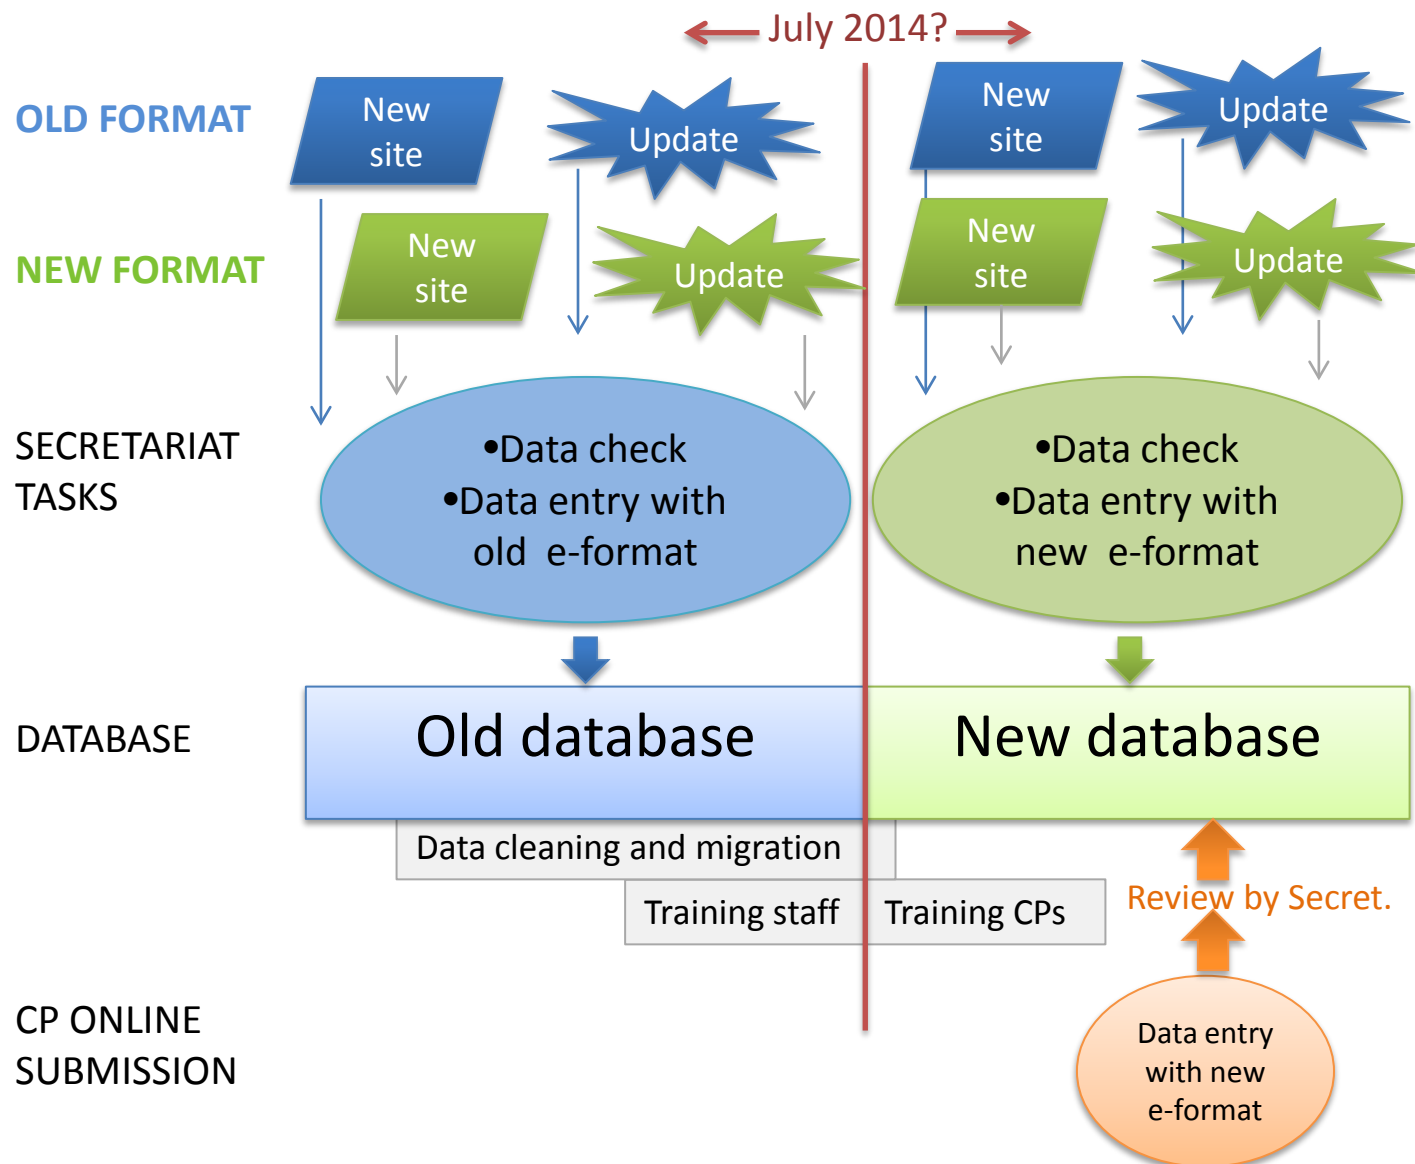 July 2014?
OLD FORMAT
New
site
Update
New
site
Update
NEW FORMAT
New
site
Update
New
site
Update
SECRETARIAT
TASKS
•Data check
•Data entry with
old e-format
•Data check
•Data entry with
new e-format
DATABASE
Old database
New database
Data cleaning and migration
Training staff
Training CPs
Review by Secret.
CP ONLINE
SUBMISSION
Data entry
with new
e-format